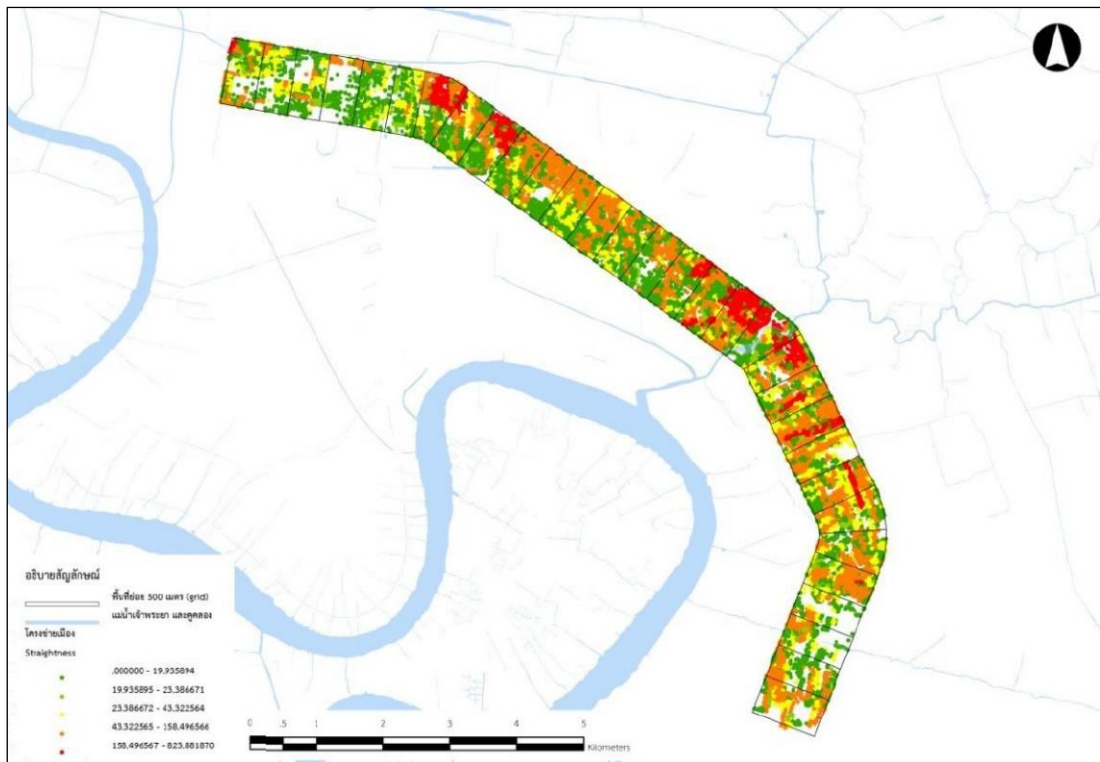 อธิบายสัญลักษณ์
พื้นที่ย่อย 500 เมตร (grid)
แม่น้ำเจ้าพระยา และคูคลอง
โครงข่ายเมือง
Straightness
.000000 - 19.935894
19.935895 - 23.386671
23.386672 - 43.322564
43.322565 - 158.496566
158.496567 - 823.881870
0 .5 1 2 3 4 5
Kilometers